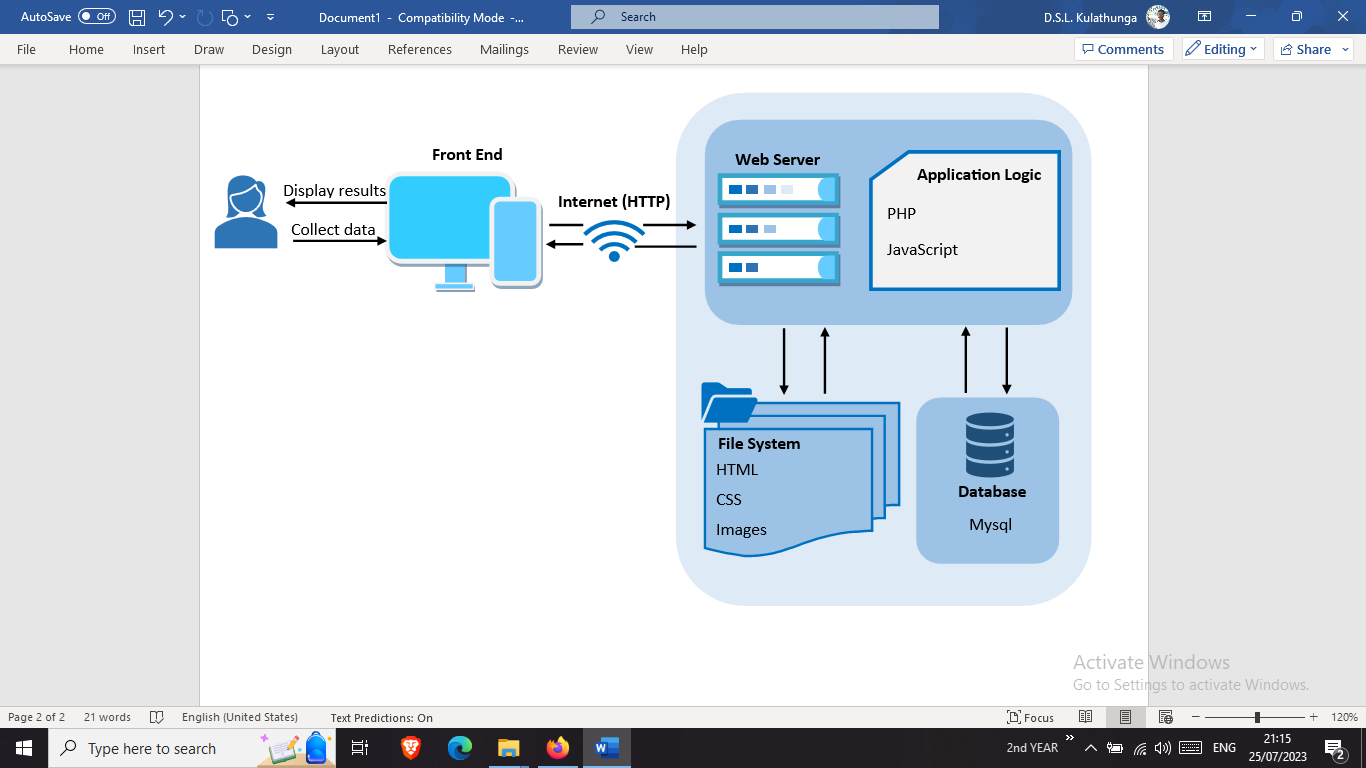 AutoSave Off Document1 - Compatibility Mode -... Search D.S.L. Kulathunga
File Home Insert Draw Design Layout References Mailings Review View Help Comments Editing Share
Front End
Display results
Collect data
Internet (HTTP)
Web Server
Application Logic
PHP
JavaScript
File System
HTML
CSS
Images
Database
Mysql
Activate Windows
Go to Settings to activate Windows.
Page 2 of 2 21 words English (United States) Text Predictions: On Focus 120%
Type here to search 2nd YEAR ENG 21:15
25/07/2023 2